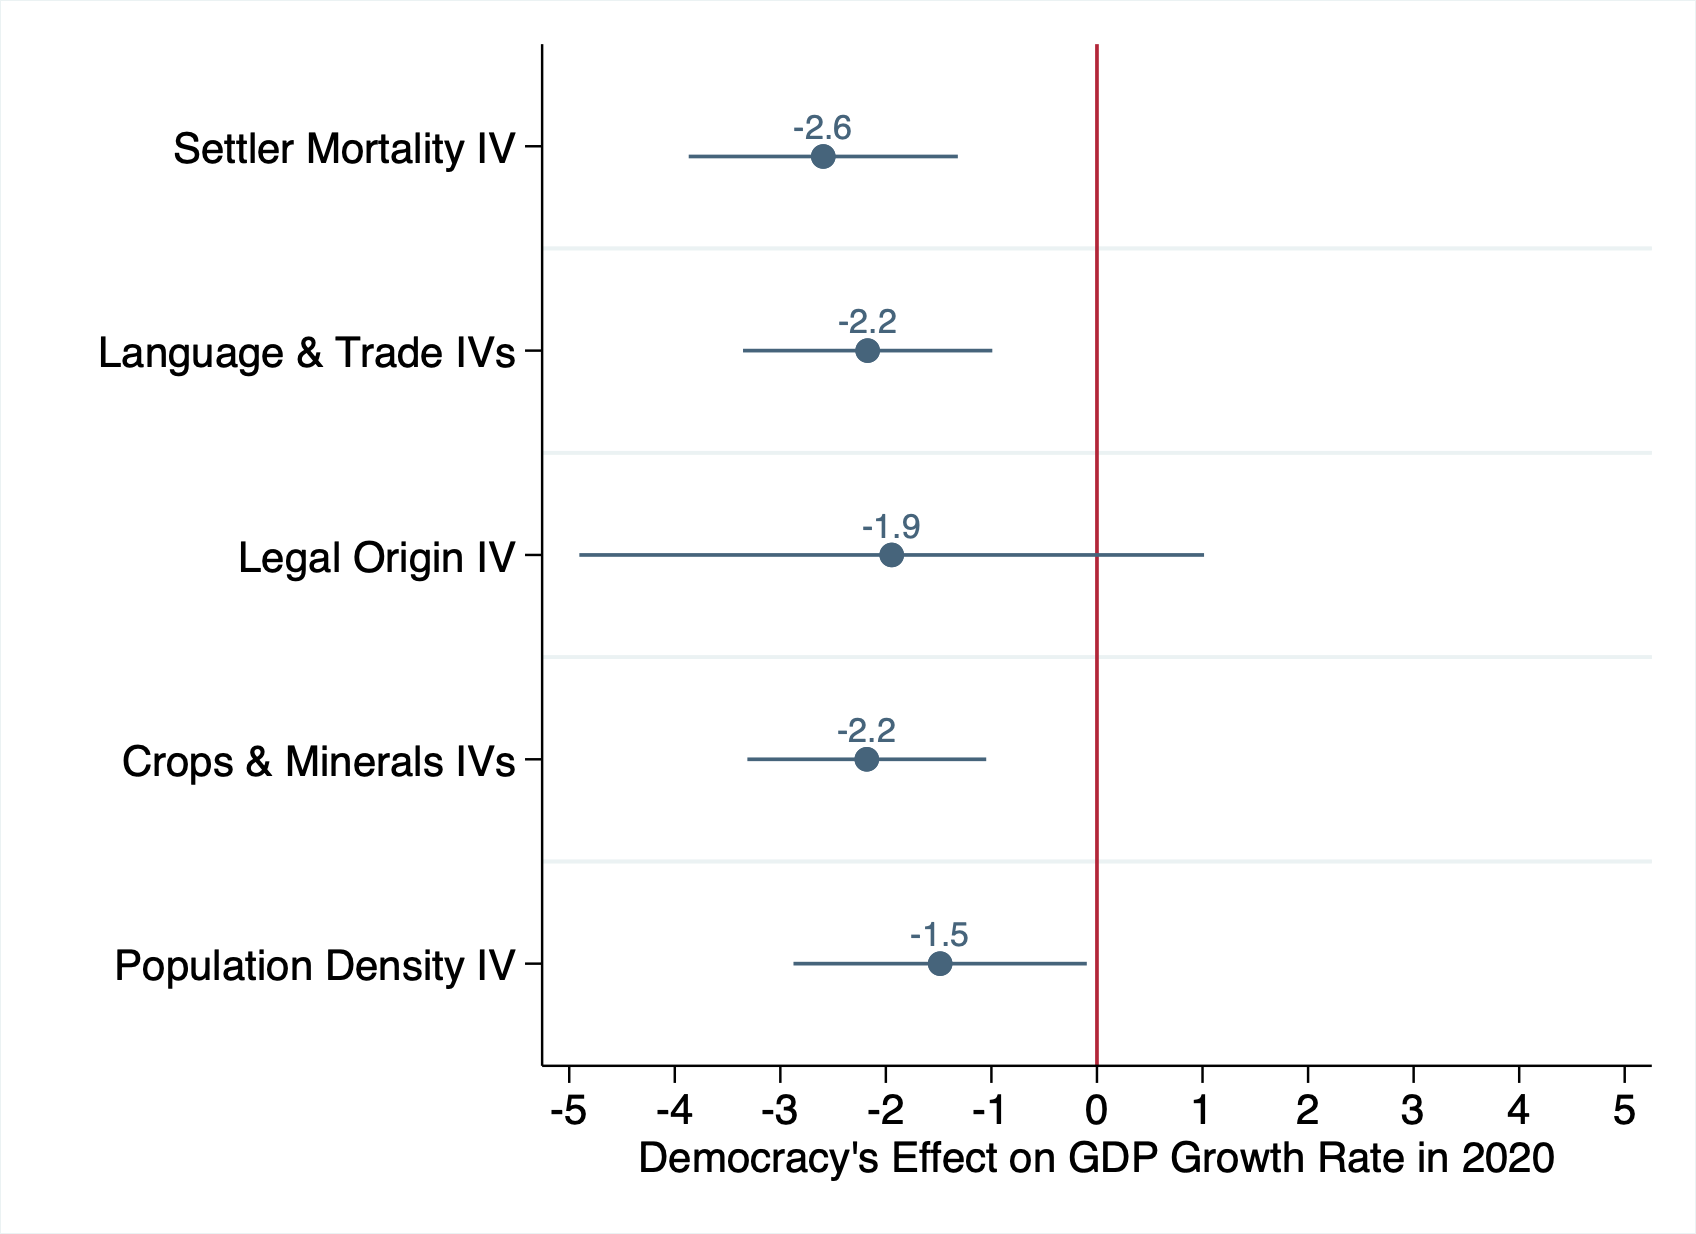 Settler Mortality IV
-2.6
Language & Trade IVs
-2.2
Legal Origin IV
-1.9
Crops & Minerals IVs
-2.2
Population Density IV
-1.5
-5 -4 -3 -2 -1 0 1 2 3 4 5
Democracy's Effect on GDP Growth Rate in 2020